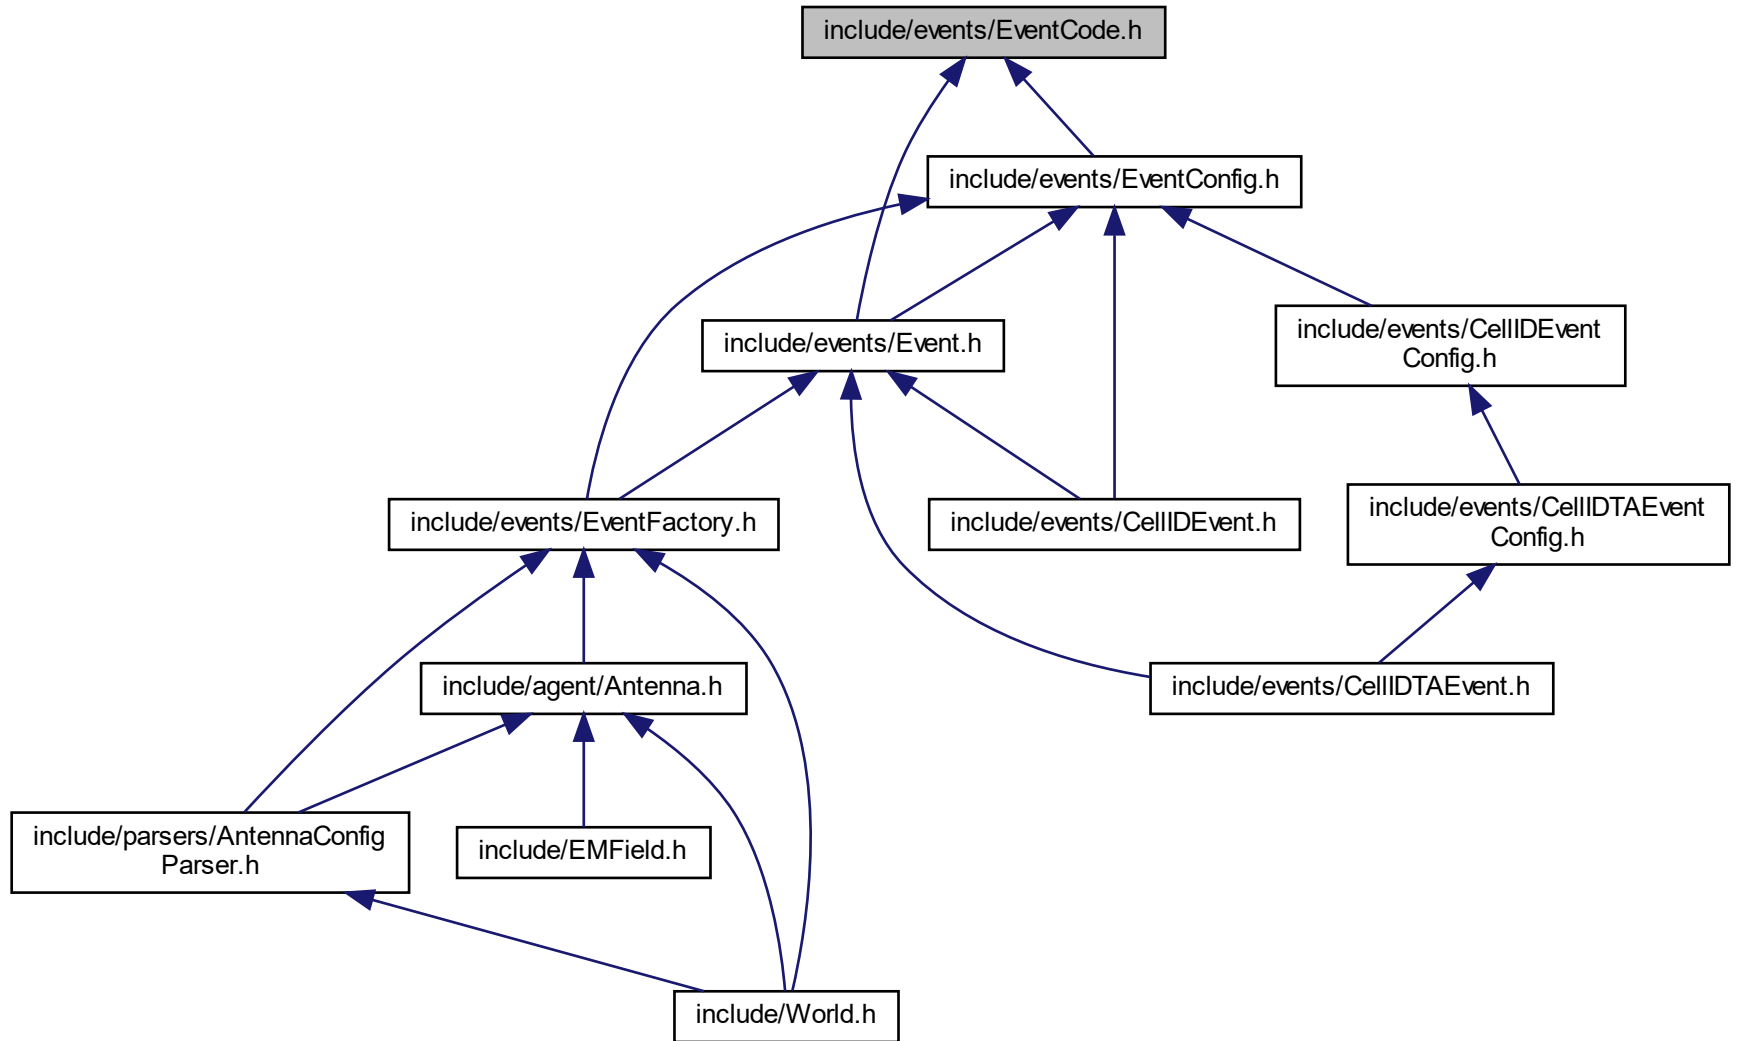 include/events/EventCode.h
include/events/EventConfig.h
include/events/Event.h
include/events/CellIDEvent
Config.h
include/events/EventFactory.h
include/events/CellIDEvent.h
include/events/CellIDTAEvent
Config.h
include/agent/Antenna.h
include/events/CellIDTAEvent.h
include/parsers/AntennaConfig
Parser.h
include/EMField.h
include/World.h